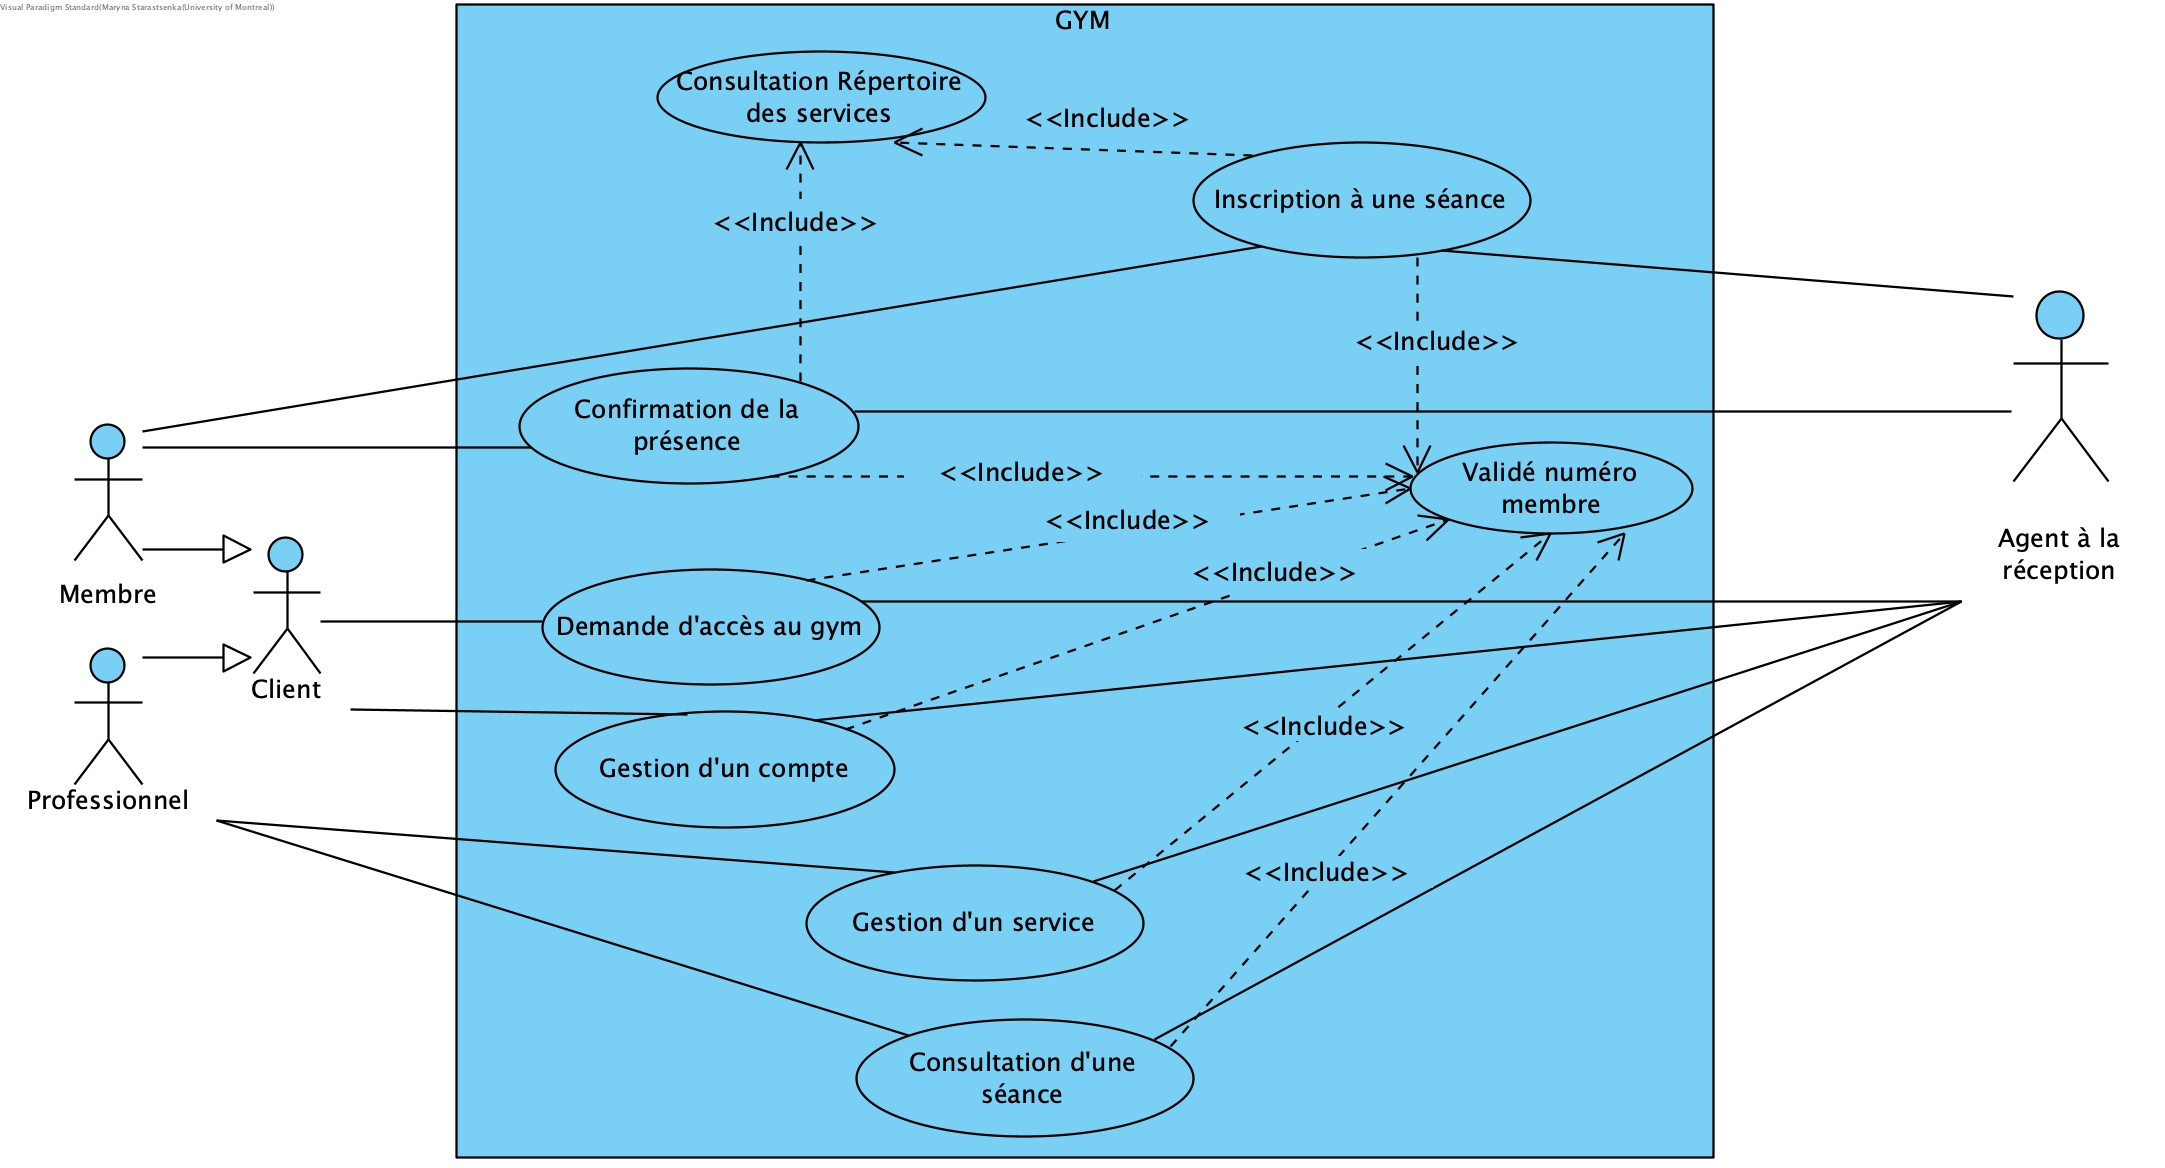 Visual Paradigm Standard(Maryna Starastsenka(University of Montreal))
GYM
Consultation Répertoire
des services
<<Include>>
Inscription à une séance
<<Include>>
<<Include>>
Confirmation de la
présence
<<Include>>
Validé numéro
membre
<<Include>>
Agent à la
réception
<<Include>>
Membre
Demande d'accès au gym
Client
<<Include>>
Gestion d'un compte
Professionnel
<<Include>>
Gestion d'un service
Consultation d'une
séance